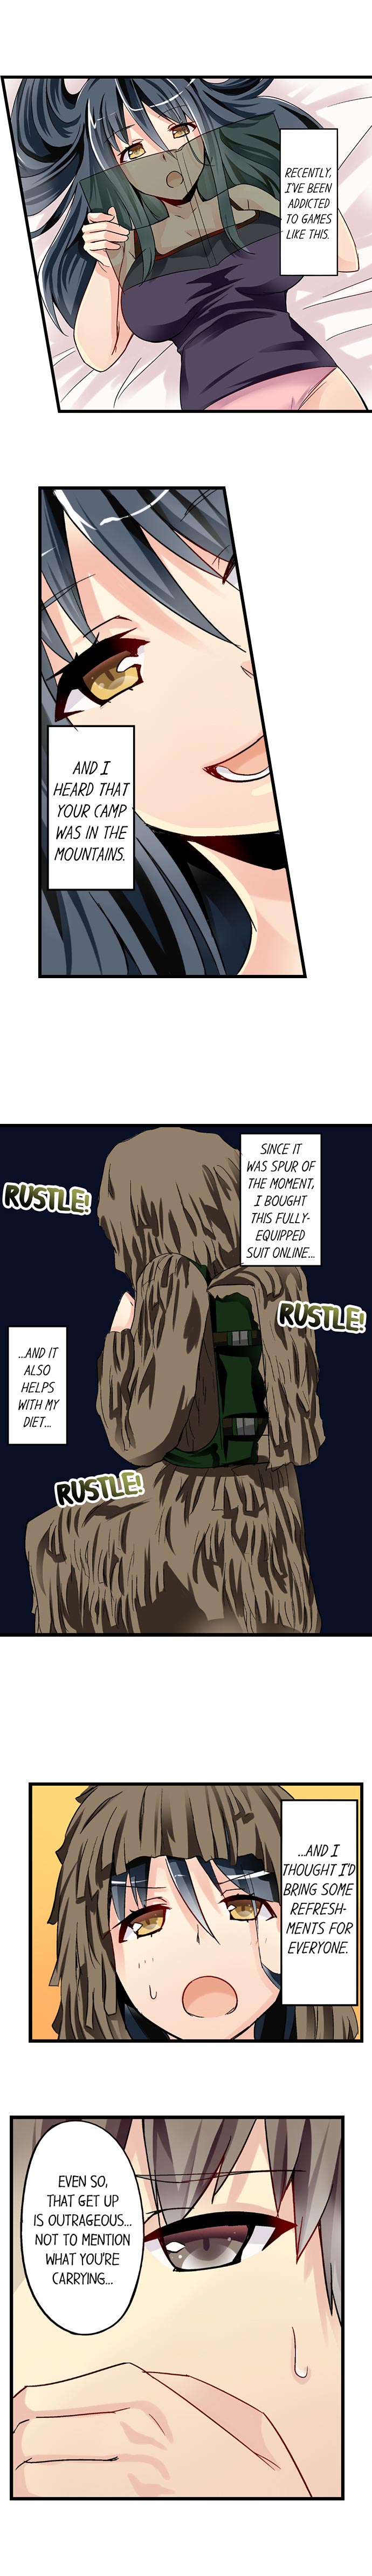 RECENTLY,
I'VE BEEN
ADDICTED
TO GAMES
LIKE THIS.
AND I
HEARD THAT
YOUR CAMP
WAS IN THE
MOUNTAINS.
SINCE IT
WAS SPUR OF
THE MOMENT,
I BOUGHT
THIS FULLY-
EQUIPPED
SUIT ONLINE...
RUSTLE!
RUSTLE!
...AND IT
ALSO
HELPS
WITH MY
DIET...
RUSTLE!
...AND I
THOUGHT I'D
BRING SOME
REFRESH-
MENTS FOR
EVERYONE.
EVEN SO,
THAT GET UP
IS OUTRAGEOUS...
NOT TO MENTION
WHAT YOU'RE
CARRYING...